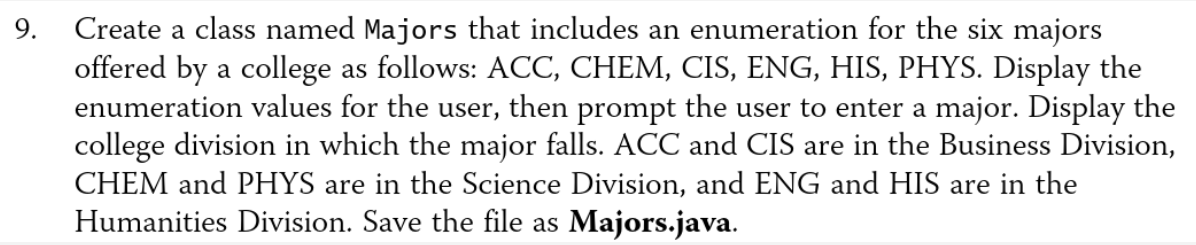 9. Create a class named Majors that includes an enumeration for the six majors
offered by a college as follows: ACC, CHEM, CIS, ENG, HIS, PHYS. Display the
enumeration values for the user, then prompt the user to enter a major. Display the
college division in which the major falls. ACC and CIS are in the Business Division,
CHEM and PHYS are in the Science Division, and ENG and HIS are in the
Humanities Division. Save the file as Majors.java.